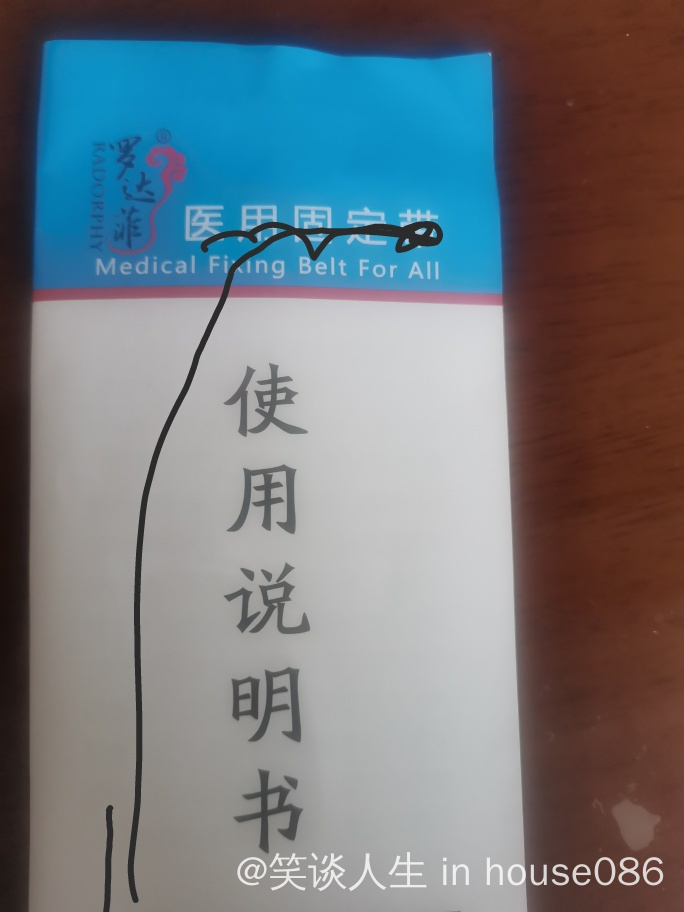 罗达菲®
RADORPHY
医用固定带
Medical Fixing Belt For All
使
用
说
明
书
@笑谈人生 in house086